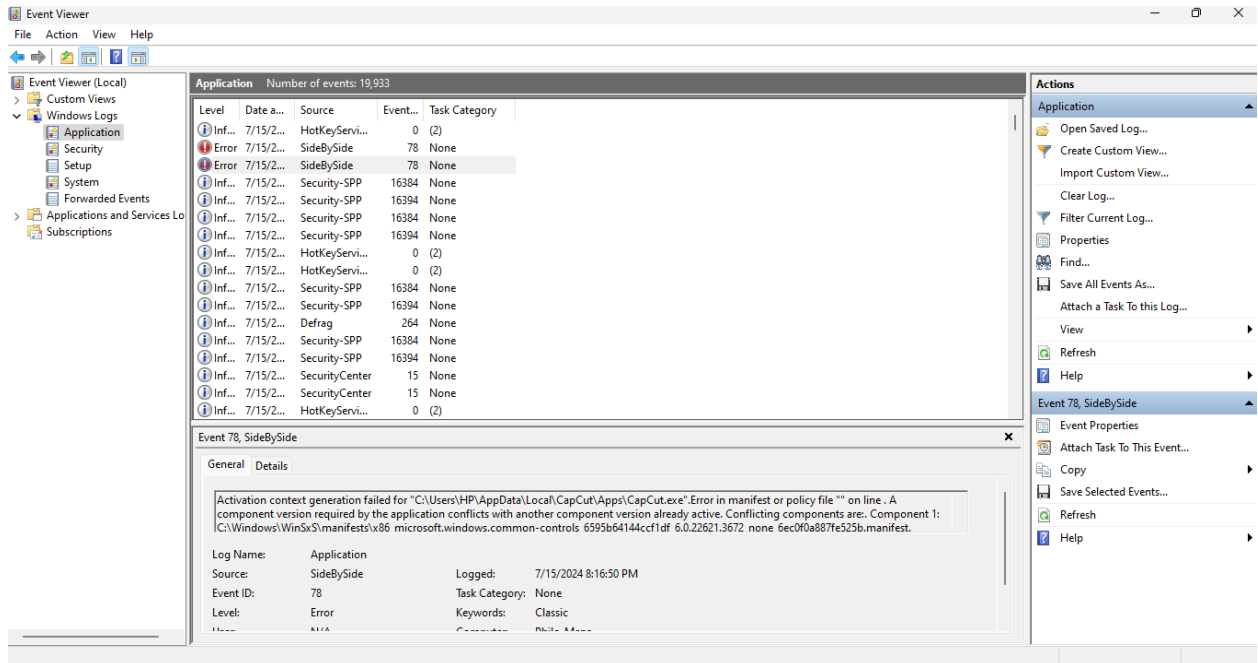 Event Viewer
File Action View Help
Event Viewer (Local)
Custom Views
Windows Logs
Application
Security
Setup
System
Forwarded Events
Applications and Services Lo
Subscriptions
Application Number of events: 19,933
Level Date a... Source Event... Task Category
Inf... 7/15/2... HotKeyServi... 0 (2)
Error 7/15/2... SideBySide 78 None
Error 7/15/2... SideBySide 78 None
Inf... 7/15/2... Security-SPP 16384 None
Inf... 7/15/2... Security-SPP 16394 None
Inf... 7/15/2... Security-SPP 16384 None
Inf... 7/15/2... Security-SPP 16394 None
Inf... 7/15/2... HotKeyServi... 0 (2)
Inf... 7/15/2... HotKeyServi... 0 (2)
Inf... 7/15/2... Security-SPP 16384 None
Inf... 7/15/2... Security-SPP 16394 None
Inf... 7/15/2... Defrag 264 None
Inf... 7/15/2... Security-SPP 16384 None
Inf... 7/15/2... Security-SPP 16394 None
Inf... 7/15/2... SecurityCenter 15 None
Inf... 7/15/2... SecurityCenter 15 None
Inf... 7/15/2... HotKeyServi... 0 (2)
Event 78, SideBySide
General Details
Activation context generation failed for "C:\Users\HP\AppData\Local\CapCut\Apps\CapCut.exe".Error in manifest or policy file "" on line . A
component version required by the application conflicts with another component version already active. Conflicting components are:. Component 1:
C:\Windows\WinSxS\manifests\x86_microsoft.windows.common-controls_6595b64144ccf1df_6.0.22621.3672_none_6ec0f0a887fe525b.manifest.
Log Name: Application
Source: SideBySide Logged: 7/15/2024 8:16:50 PM
Event ID: 78 Task Category: None
Level: Error Keywords: Classic
Actions
Application
Open Saved Log...
Create Custom View...
Import Custom View...
Clear Log...
Filter Current Log...
Properties
Find...
Save All Events As...
Attach a Task To this Log...
View
Refresh
Help
Event 78, SideBySide
Event Properties
Attach Task To This Event...
Copy
Save Selected Events...
Refresh
Help